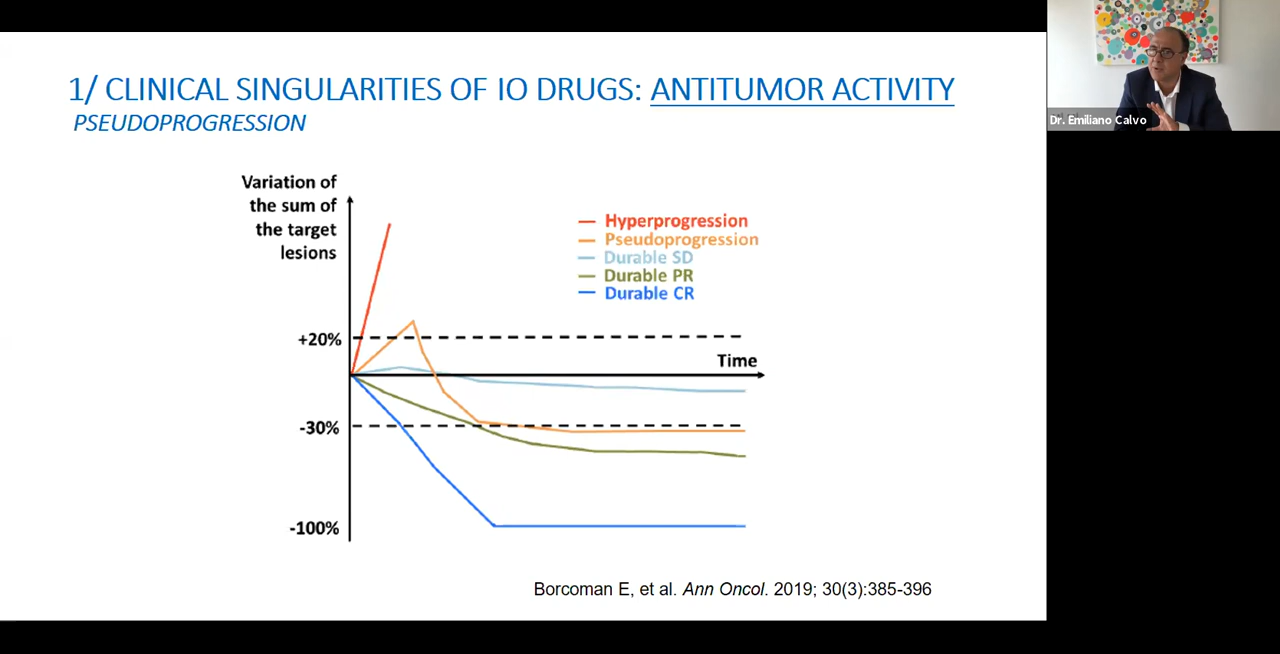 1/ CLINICAL SINGULARITIES OF IO DRUGS: ANTITUMOR ACTIVITY
PSEUDOPROGRESSION
Variation of
the sum of
the target
lesions
Hyperprogression
Pseudoprogression
Durable SD
Durable PR
Durable CR
+20%
Time
-30%
-100%
Borcoman E, et al. Ann Oncol. 2019; 30(3):385-396
Dr. Emiliano Calvo